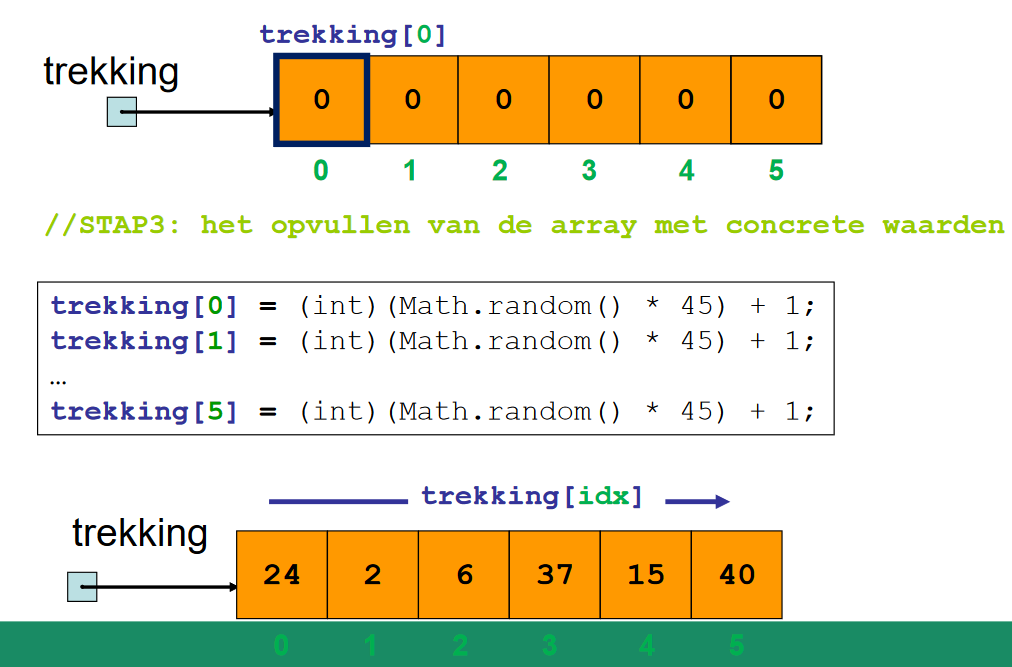 trekking[0]
trekking
0 0 0 0 0 0
0 1 2 3 4 5
//STAP3: het opvullen van de array met concrete waarden
trekking[0] = (int)(Math.random() * 45) + 1;
trekking[1] = (int)(Math.random() * 45) + 1;
…
trekking[5] = (int)(Math.random() * 45) + 1;
trekking[idx]
trekking
24 2 6 37 15 40
0 1 2 3 4 5